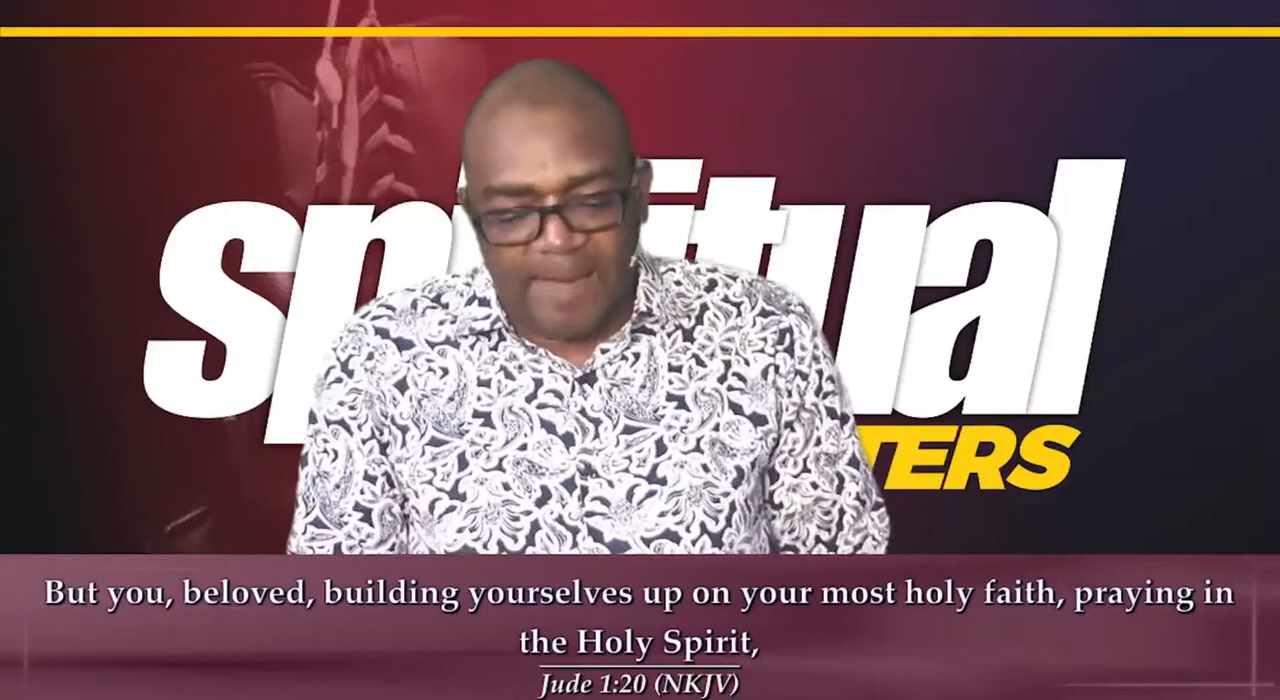 TERS
But you, beloved, building yourselves up on your most holy faith, praying in
the Holy Spirit,
Jude 1:20 (NKJV)